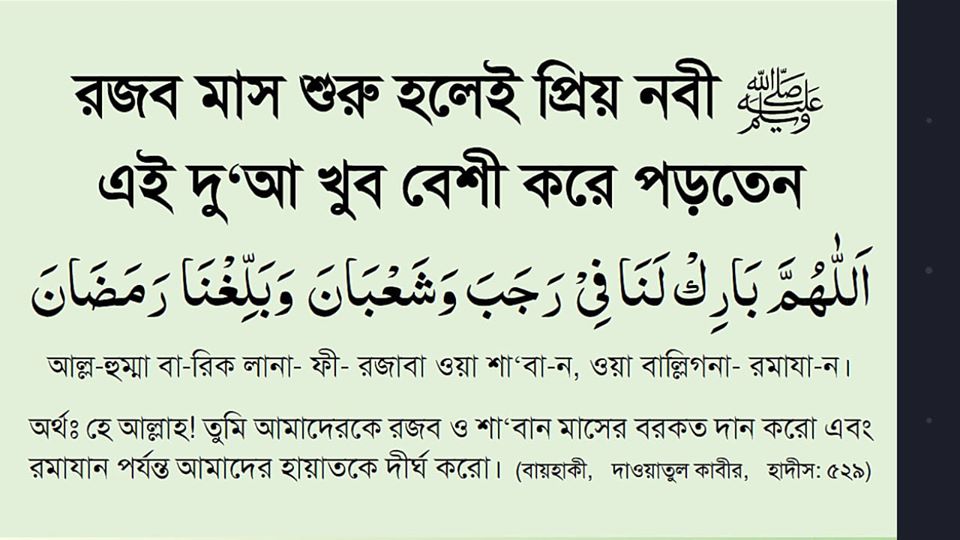 রজব মাস শুরু হলেই প্রিয় নবী ﷺ
এই দু‘আ খুব বেশী করে পড়তেন
اَللّٰهُمَّ بَارِكْ لَنَا فِيْ رَجَبَ وَشَعْبَانَ وَبَلِّغْنَا رَمَضَانَ
আল্ল-হুম্মা বা-রিক লানা- ফী- রজাবা ওয়া শা‘বা-ন, ওয়া বাল্লিগনা- রমাযা-ন।
অর্থঃ হে আল্লাহ! তুমি আমাদেরকে রজব ও শা‘বান মাসের বরকত দান করো এবং
রমাযান পর্যন্ত আমাদের হায়াতকে দীর্ঘ করো। (বায়হাকী, দাওয়াতুল কাবীর, হাদীস: ৫২৯)